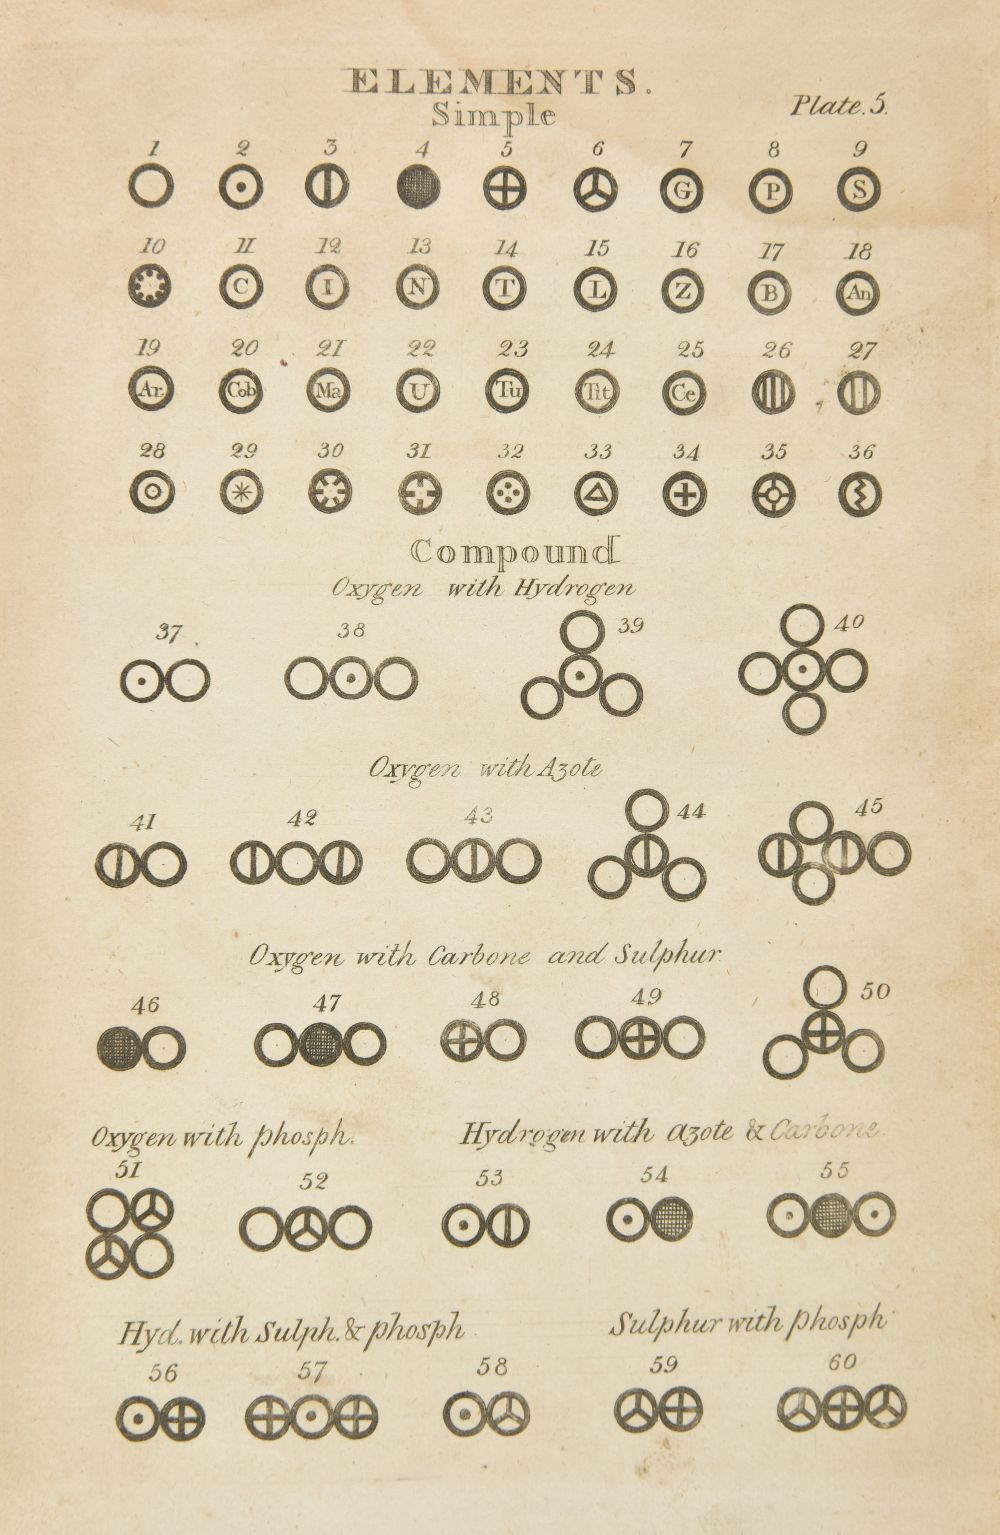 ELEMENTS.
Simple
Plate. 5.
1 2 3 4 5 6 7 8 9
G P S
10 11 12 13 14 15 16 17 18
C I N T L Z B An
19 20 21 22 23 24 25 26 27
Ar Cob Ma U Tu Tit Ce
28 29 30 31 32 33 34 35 36
Compound
Oxygen with Hydrogen
37 38 39 40
Oxygen with Azote
41 42 43 44 45
Oxygen with Carbone and Sulphur
46 47 48 49 50
Oxygen with phosph. Hydrogen with azote & Carbone
51 52 53 54 55
Hyd. with Sulph. & phosph Sulphur with phosph
56 57 58 59 60